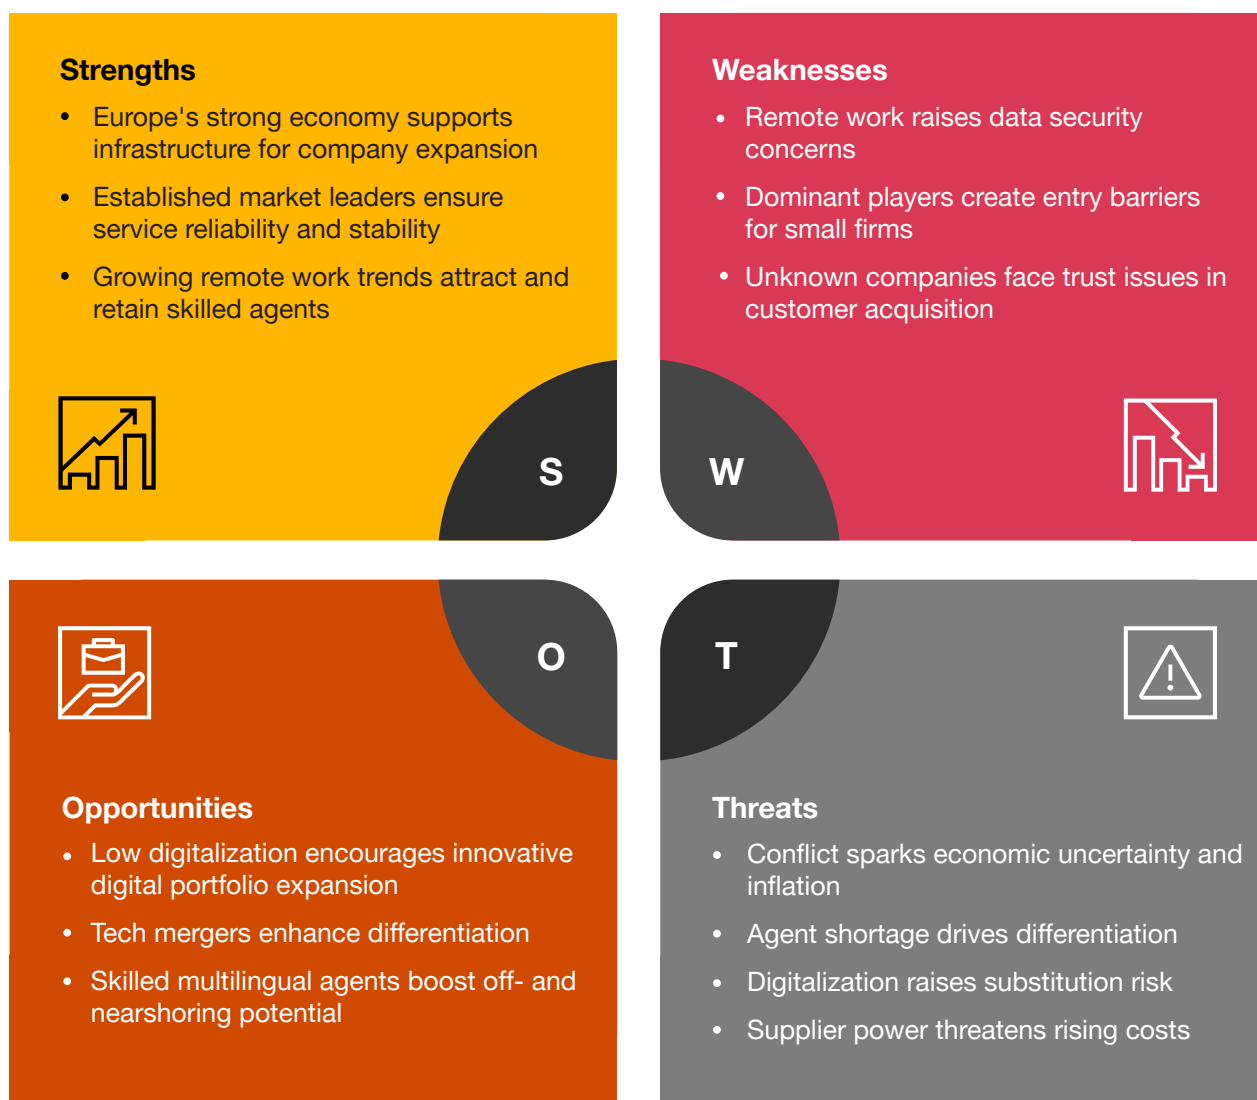 Strengths
• Europe's strong economy supports
infrastructure for company expansion
• Established market leaders ensure
service reliability and stability
• Growing remote work trends attract and
retain skilled agents
S
Weaknesses
• Remote work raises data security
concerns
• Dominant players create entry barriers
for small firms
• Unknown companies face trust issues in
customer acquisition
W
O
Opportunities
• Low digitalization encourages innovative
digital portfolio expansion
• Tech mergers enhance differentiation
• Skilled multilingual agents boost off- and
nearshoring potential
T
Threats
• Conflict sparks economic uncertainty and
inflation
• Agent shortage drives differentiation
• Digitalization raises substitution risk
• Supplier power threatens rising costs